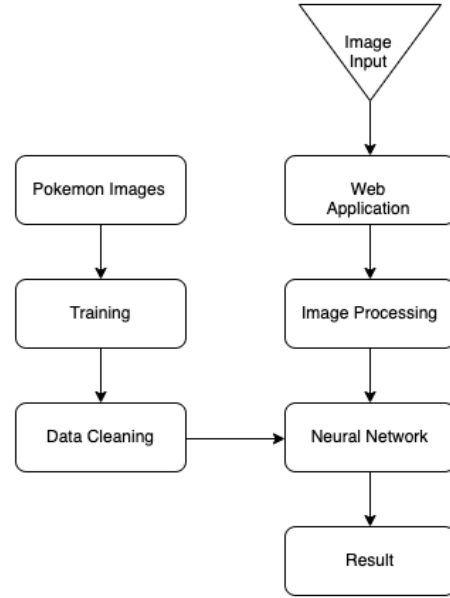 Image
Input
Pokemon Images
Web
Application
Training
Image Processing
Data Cleaning
Neural Network
Result